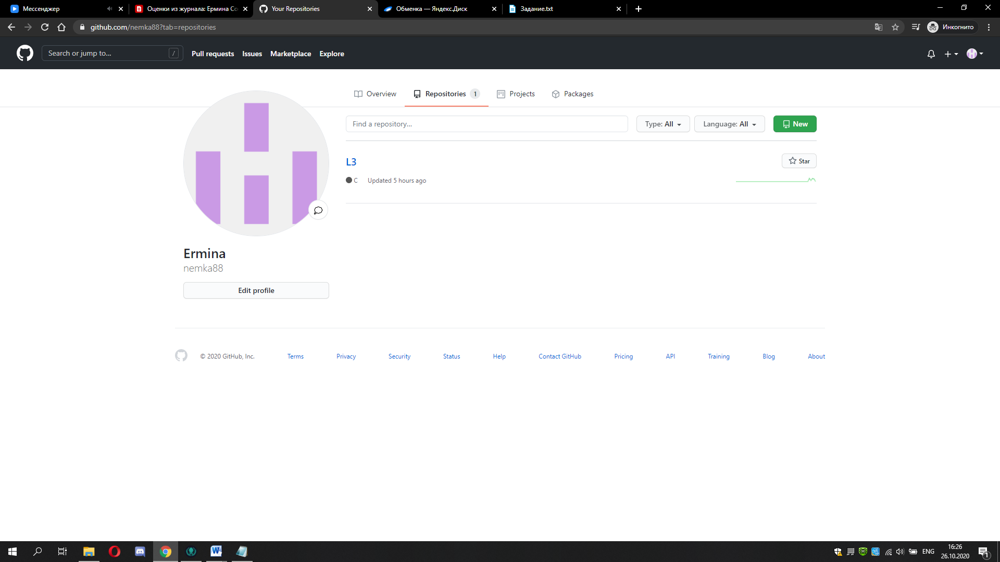 Мессенджер
Оценки из журнала: Ермина Со
Your Repositories
Обменка — Яндекс.Диск
Задание.txt
github.com/nemka88?tab=repositories
Инкогнито
Search or jump to...
/
Pull requests
Issues
Marketplace
Explore
Overview
Repositories 1
Projects
Packages
Find a repository...
Type: All
Language: All
New
L3
Star
C
Updated 5 hours ago
Ermina
nemka88
Edit profile
© 2020 GitHub, Inc.
Terms
Privacy
Security
Status
Help
Contact GitHub
Pricing
API
Training
Blog
About
ENG
16:26
26.10.2020
1